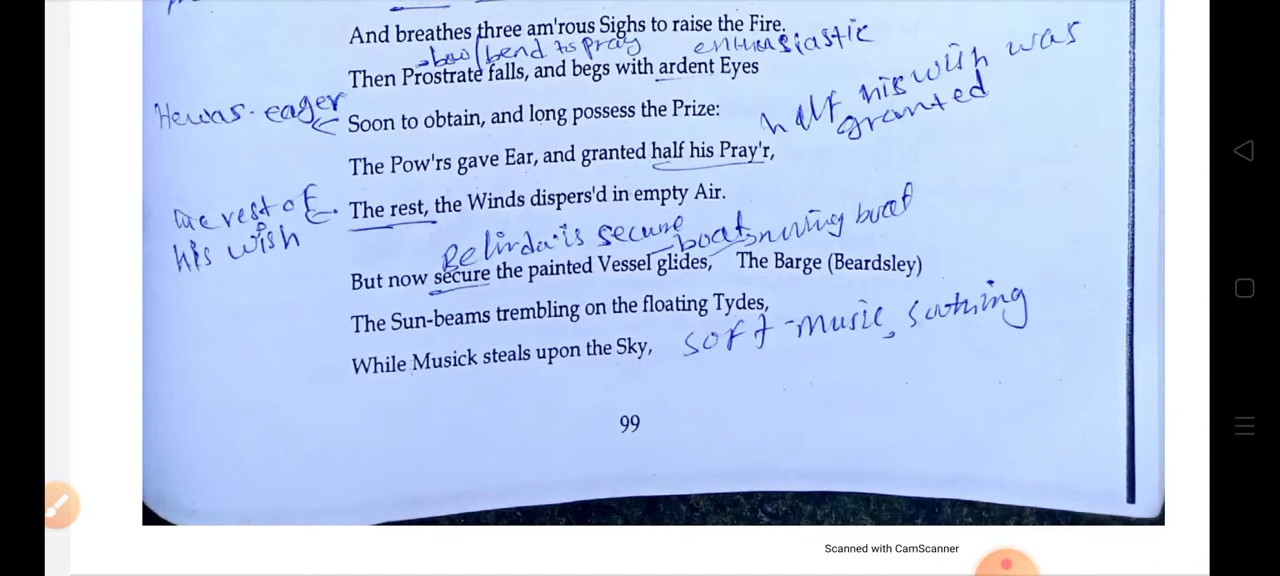 And breathes three am'rous Sighs to raise the Fire.
bow/bend to pray enthusiastic
Then Prostrate falls, and begs with ardent Eyes
He was eager
Soon to obtain, and long possess the Prize:
half his wish was granted
The Pow'rs gave Ear, and granted half his Pray'r,
the rest of his wish
The rest, the Winds dispers'd in empty Air.
Belinda is secure boat moving boat
But now secure the painted Vessel glides, The Barge (Beardsley)
The Sun-beams trembling on the floating Tydes,
While Musick steals upon the Sky, soft-music, soothing
99
Scanned with CamScanner